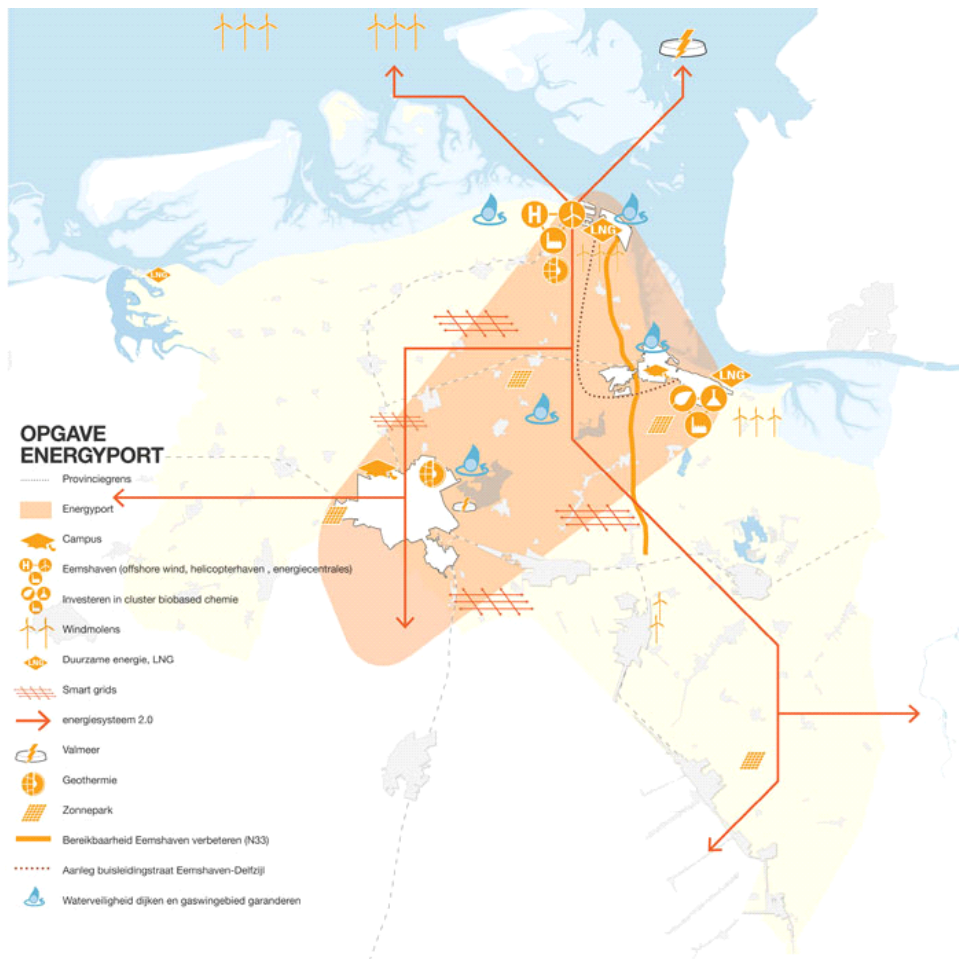 LNG
H
LNG
LNG
OPGAVE
ENERGYPORT
Provinciegrens
Energyport
Campus
H
Eemshaven (offshore wind, helicopterhaven , energiecentrales)
Investeren in cluster biobased chemie
Windmolens
LNG
Duurzame energie, LNG
Smart grids
energiesysteem 2.0
Valmeer
Geothermie
Zonnepark
Bereikbaarheid Eemshaven verbeteren (N33)
Aanleg buisleidingstraat Eemshaven-Delfzijl
Waterveiligheid dijken en gaswingebied garanderen